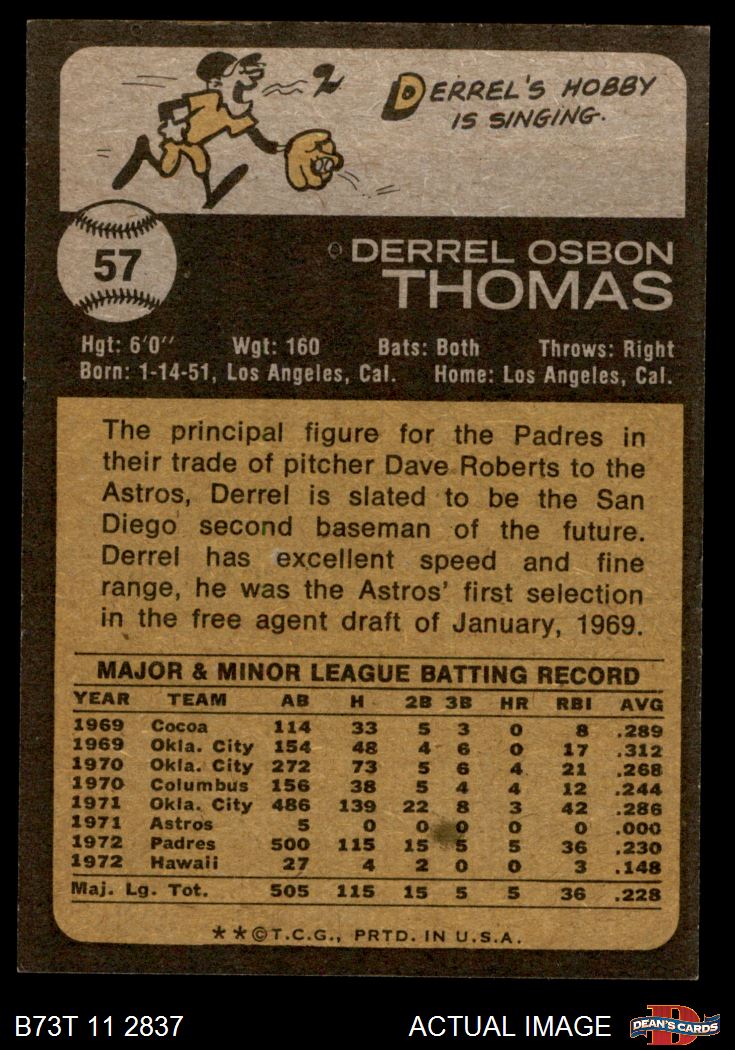 DERREL'S HOBBY
IS SINGING.
57
DERREL OSBON
THOMAS
Hgt: 6'0" Wgt: 160 Bats: Both Throws: Right
Born: 1-14-51, Los Angeles, Cal. Home: Los Angeles, Cal.
The principal figure for the Padres in
their trade of pitcher Dave Roberts to the
Astros, Derrel is slated to be the San
Diego second baseman of the future.
Derrel has excellent speed and fine
range, he was the Astros' first selection
in the free agent draft of January, 1969.
MAJOR & MINOR LEAGUE BATTING RECORD
YEAR TEAM AB H 2B 3B HR RBI AVG
1969 Cocoa 114 33 5 3 0 8 .289
1969 Okla. City 154 48 4 6 0 17 .312
1970 Okla. City 272 73 5 6 4 21 .268
1970 Columbus 156 38 5 4 4 12 .244
1971 Okla. City 486 139 22 8 3 42 .286
1971 Astros 5 0 0 0 0 0 .000
1972 Padres 500 115 15 5 5 36 .230
1972 Hawaii 27 4 2 0 0 3 .148
Maj. Lg. Tot. 505 115 15 5 5 36 .228
**©T.C.G., PRTD. IN U.S.A.
B73T 11 2837 ACTUAL IMAGE DEAN'S CARDS